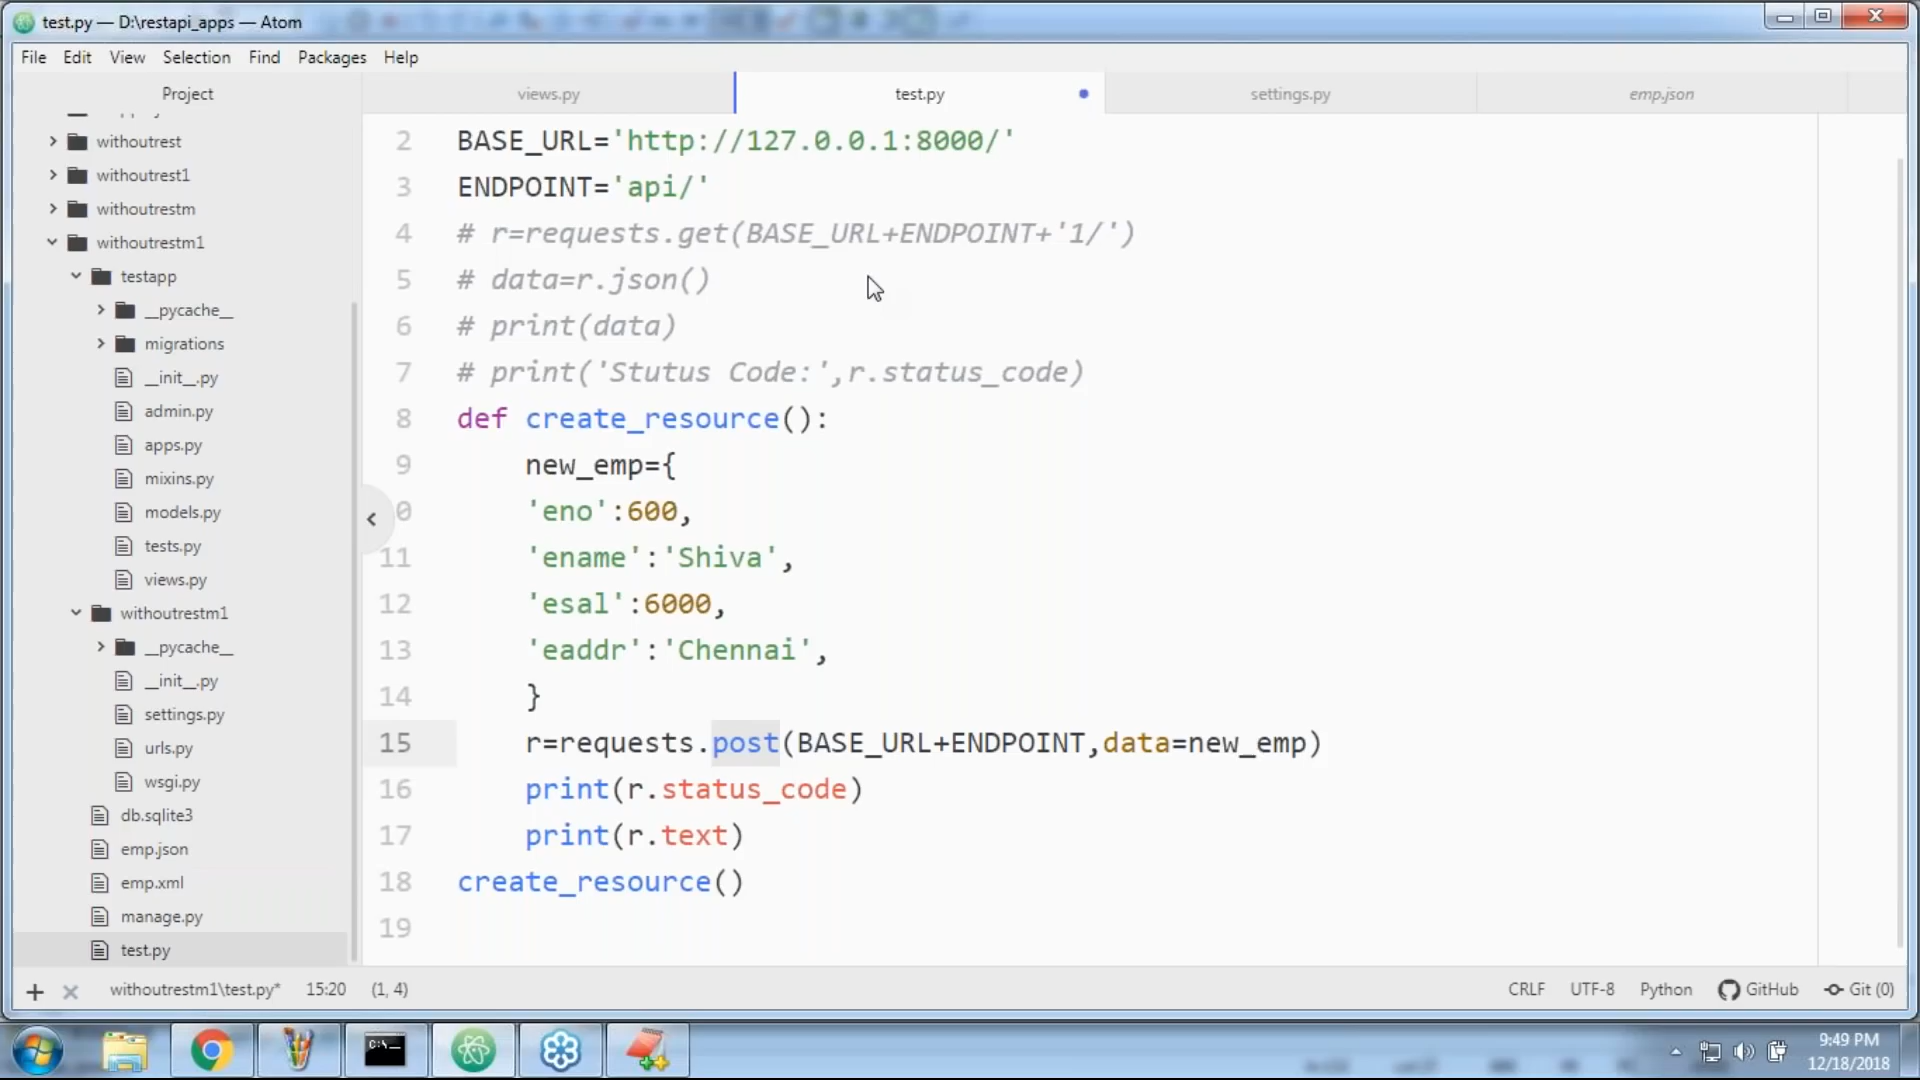 test.py — D:\restapi_apps — Atom
File Edit View Selection Find Packages Help
Project
views.py
test.py
settings.py
emp.json
withoutrest
withoutrest1
withoutrestm
withoutrestm1
testapp
__pycache__
migrations
__init__.py
admin.py
apps.py
mixins.py
models.py
tests.py
views.py
withoutrestm1
__pycache__
__init__.py
settings.py
urls.py
wsgi.py
db.sqlite3
emp.json
emp.xml
manage.py
test.py
2 BASE_URL='http://127.0.0.1:8000/'
3 ENDPOINT='api/'
4 # r=requests.get(BASE_URL+ENDPOINT+'1/')
5 # data=r.json()
6 # print(data)
7 # print('Stutus Code:',r.status_code)
8 def create_resource():
9 new_emp={
0 'eno':600,
11 'ename':'Shiva',
12 'esal':6000,
13 'eaddr':'Chennai',
14 }
15 r=requests.post(BASE_URL+ENDPOINT,data=new_emp)
16 print(r.status_code)
17 print(r.text)
18 create_resource()
19
withoutrestm1\test.py* 15:20 (1, 4) CRLF UTF-8 Python GitHub Git (0)
C:\_
9:49 PM
12/18/2018